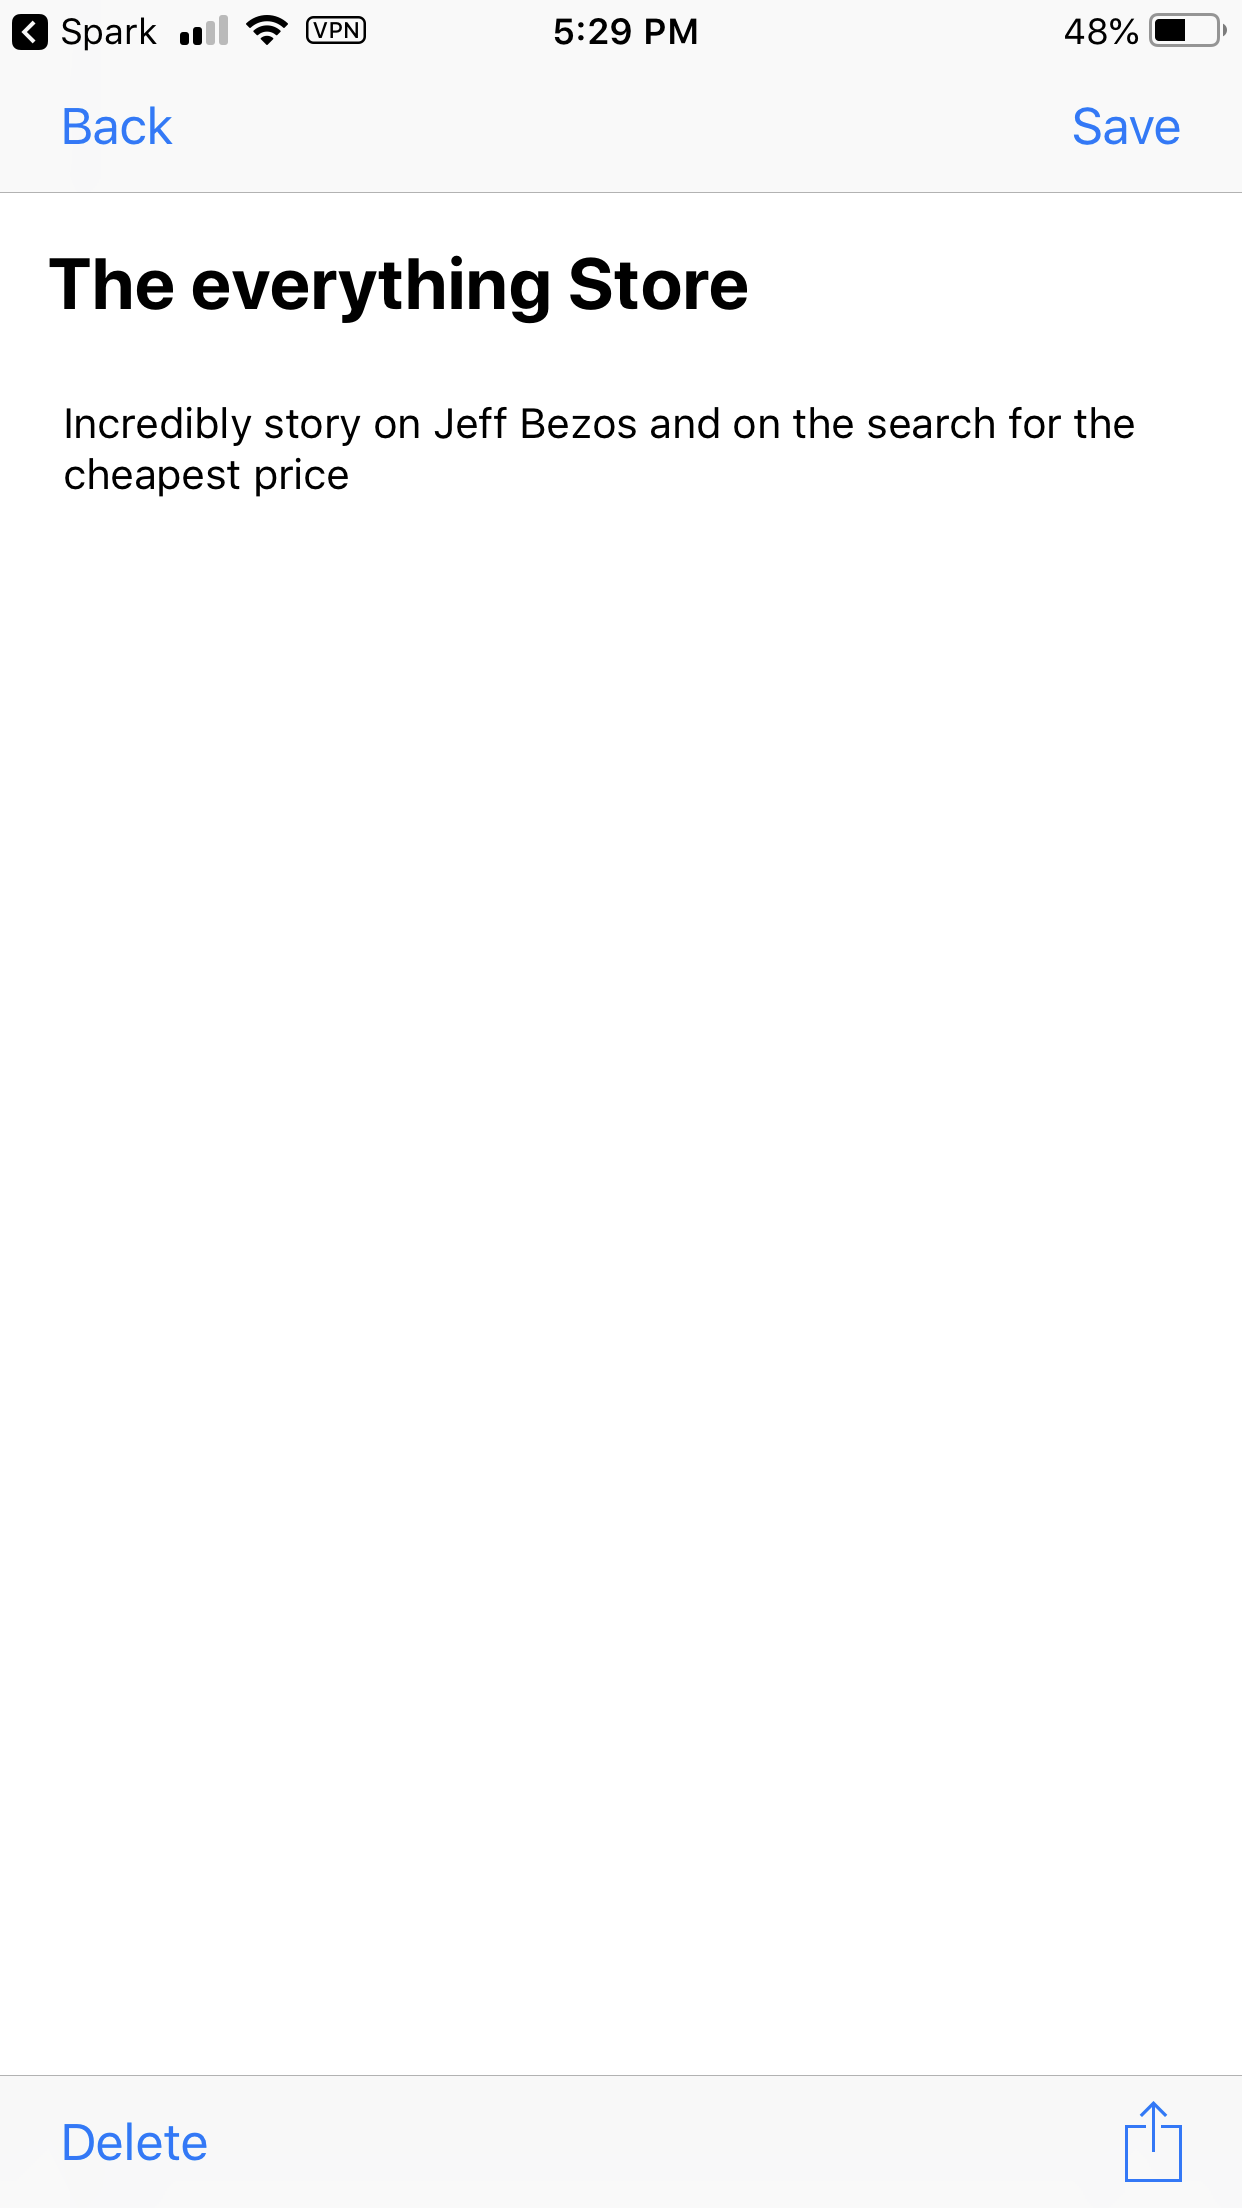 Spark VPN 5:29 PM 48%
Back Save
The everything Store
Incredibly story on Jeff Bezos and on the search for the
cheapest price
Delete